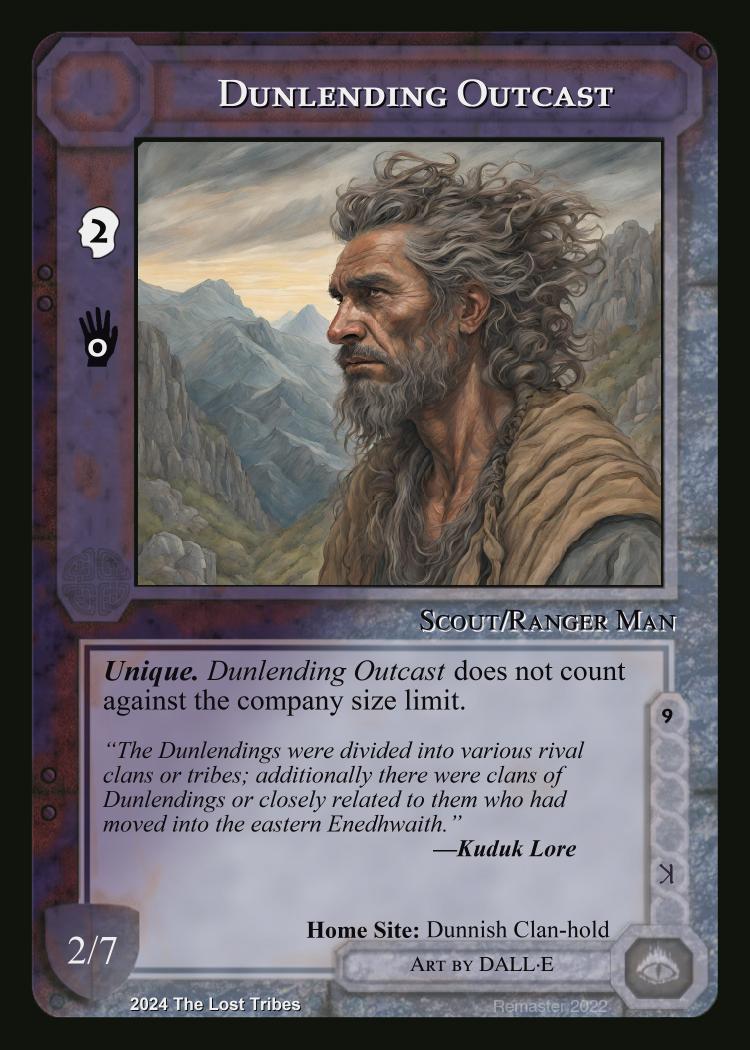 Dunlending Outcast
2
0
Scout/Ranger Man
Unique. Dunlending Outcast does not count
against the company size limit.
“The Dunlendings were divided into various rival
clans or tribes; additionally there were clans of
Dunlendings or closely related to them who had
moved into the eastern Enedhwaith.”
—Kuduk Lore
9
Home Site: Dunnish Clan-hold
2/7
Art by DALL·E
2024 The Lost Tribes
Remaster 2022